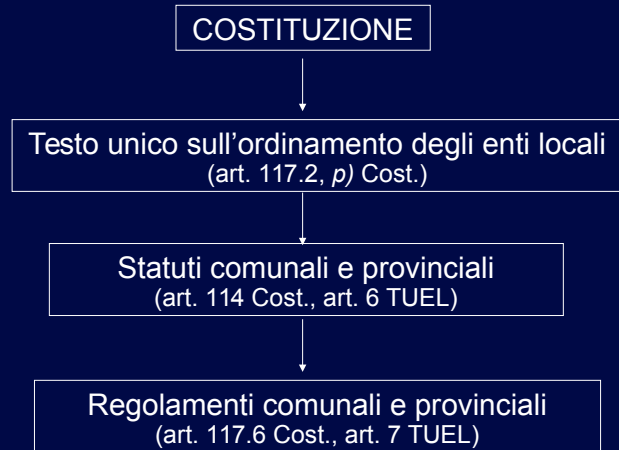 COSTITUZIONE
Testo unico sull’ordinamento degli enti locali
(art. 117.2, p) Cost.)
Statuti comunali e provinciali
(art. 114 Cost., art. 6 TUEL)
Regolamenti comunali e provinciali
(art. 117.6 Cost., art. 7 TUEL)